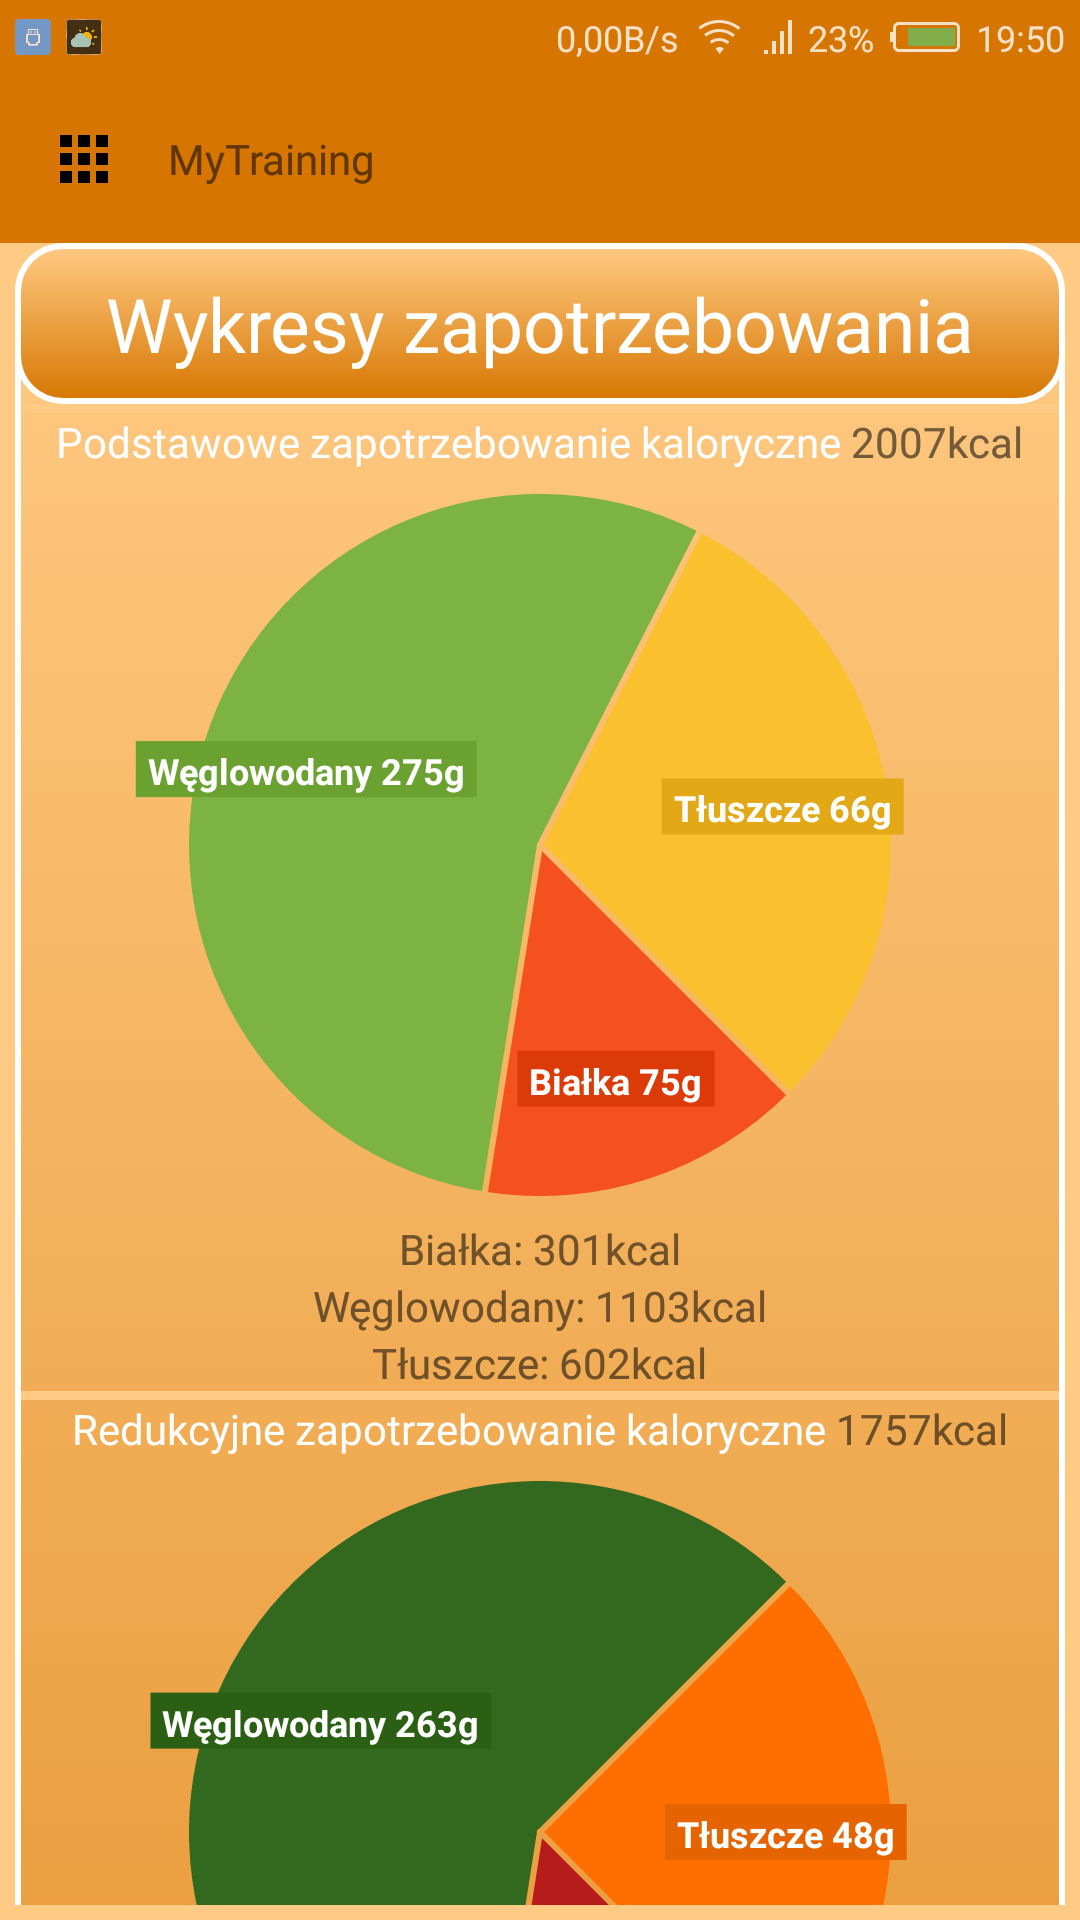 0,00B/s 23% 19:50
MyTraining
Wykresy zapotrzebowania
Podstawowe zapotrzebowanie kaloryczne 2007kcal
Węglowodany 275g
Tłuszcze 66g
Białka 75g
Białka: 301kcal
Węglowodany: 1103kcal
Tłuszcze: 602kcal
Redukcyjne zapotrzebowanie kaloryczne 1757kcal
Węglowodany 263g
Tłuszcze 48g